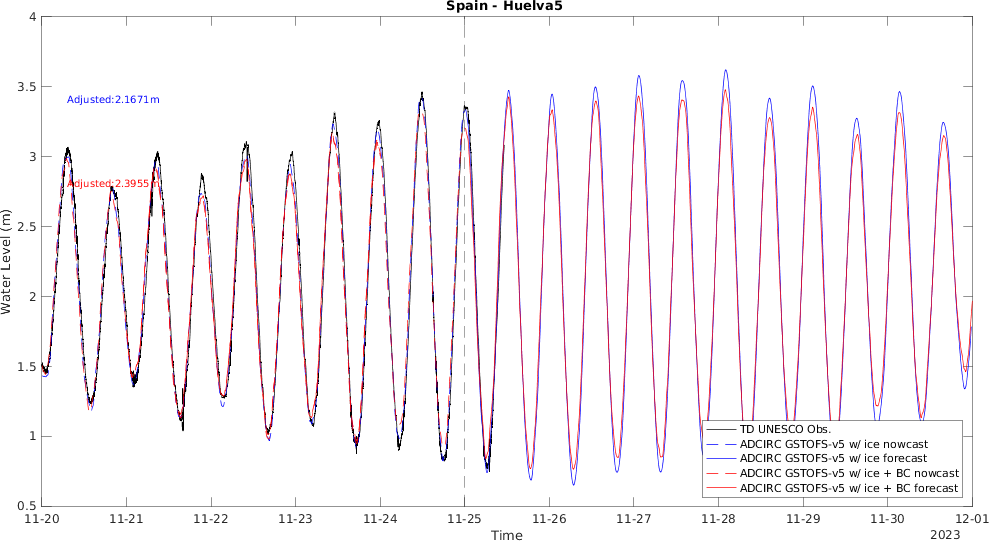 Spain - Huelva5
4
3.5
3
2.5
2
1.5
1
0.5
Water Level (m)
Adjusted:2.1671m
Adjusted:2.3955m
TD UNESCO Obs.
ADCIRC GSTOFS-v5 w/ ice nowcast
ADCIRC GSTOFS-v5 w/ ice forecast
ADCIRC GSTOFS-v5 w/ ice + BC nowcast
ADCIRC GSTOFS-v5 w/ ice + BC forecast
11-20 11-21 11-22 11-23 11-24 11-25 11-26 11-27 11-28 11-29 11-30 12-01
Time
2023